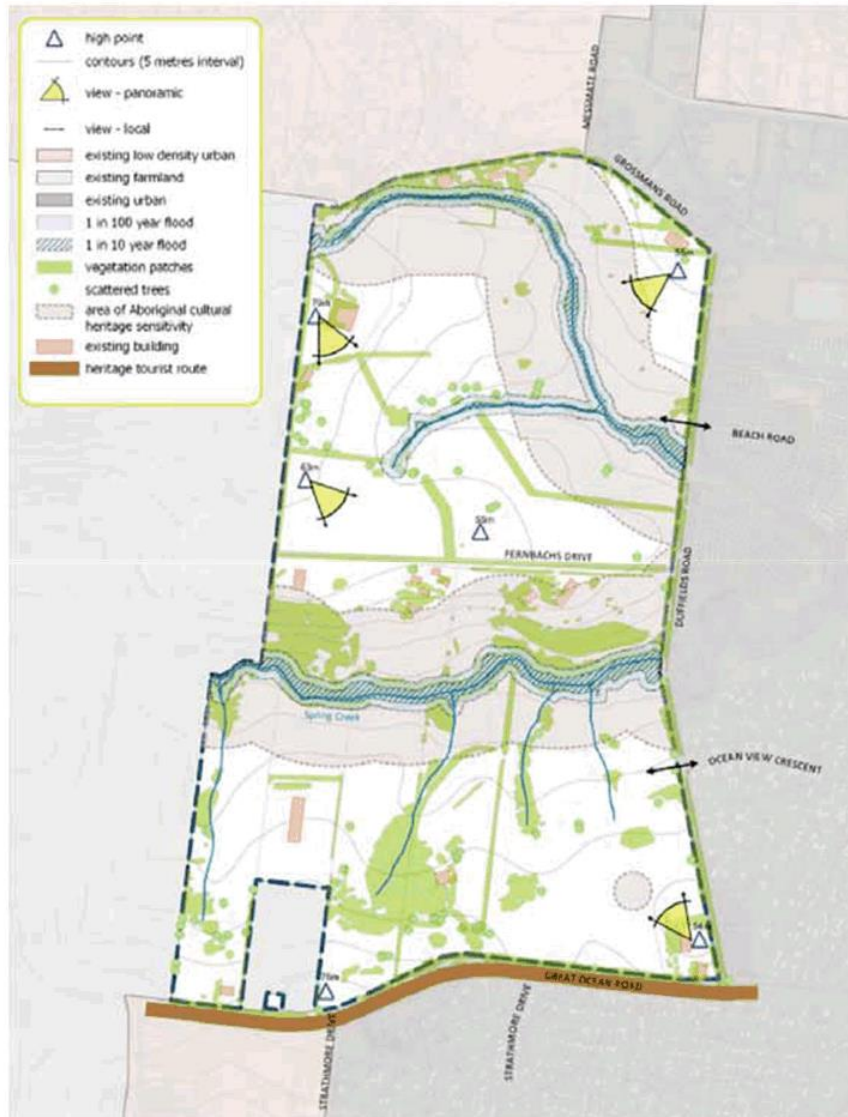 high point
contours (5 metres interval)
view - panoramic
view - local
existing low density urban
existing farmland
existing urban
1 in 100 year flood
1 in 10 year flood
vegetation patches
scattered trees
area of Aboriginal cultural
heritage sensitivity
existing building
heritage tourist route
MESSMATE ROAD
GROSSMANS ROAD
BEACH ROAD
63m
55m
FERNBACHS DRIVE
DUFFIELDS ROAD
Spring Creek
OCEAN VIEW CRESCENT
GREAT OCEAN ROAD
STRATHMORE DRIVE
STRATHMORE DRIVE